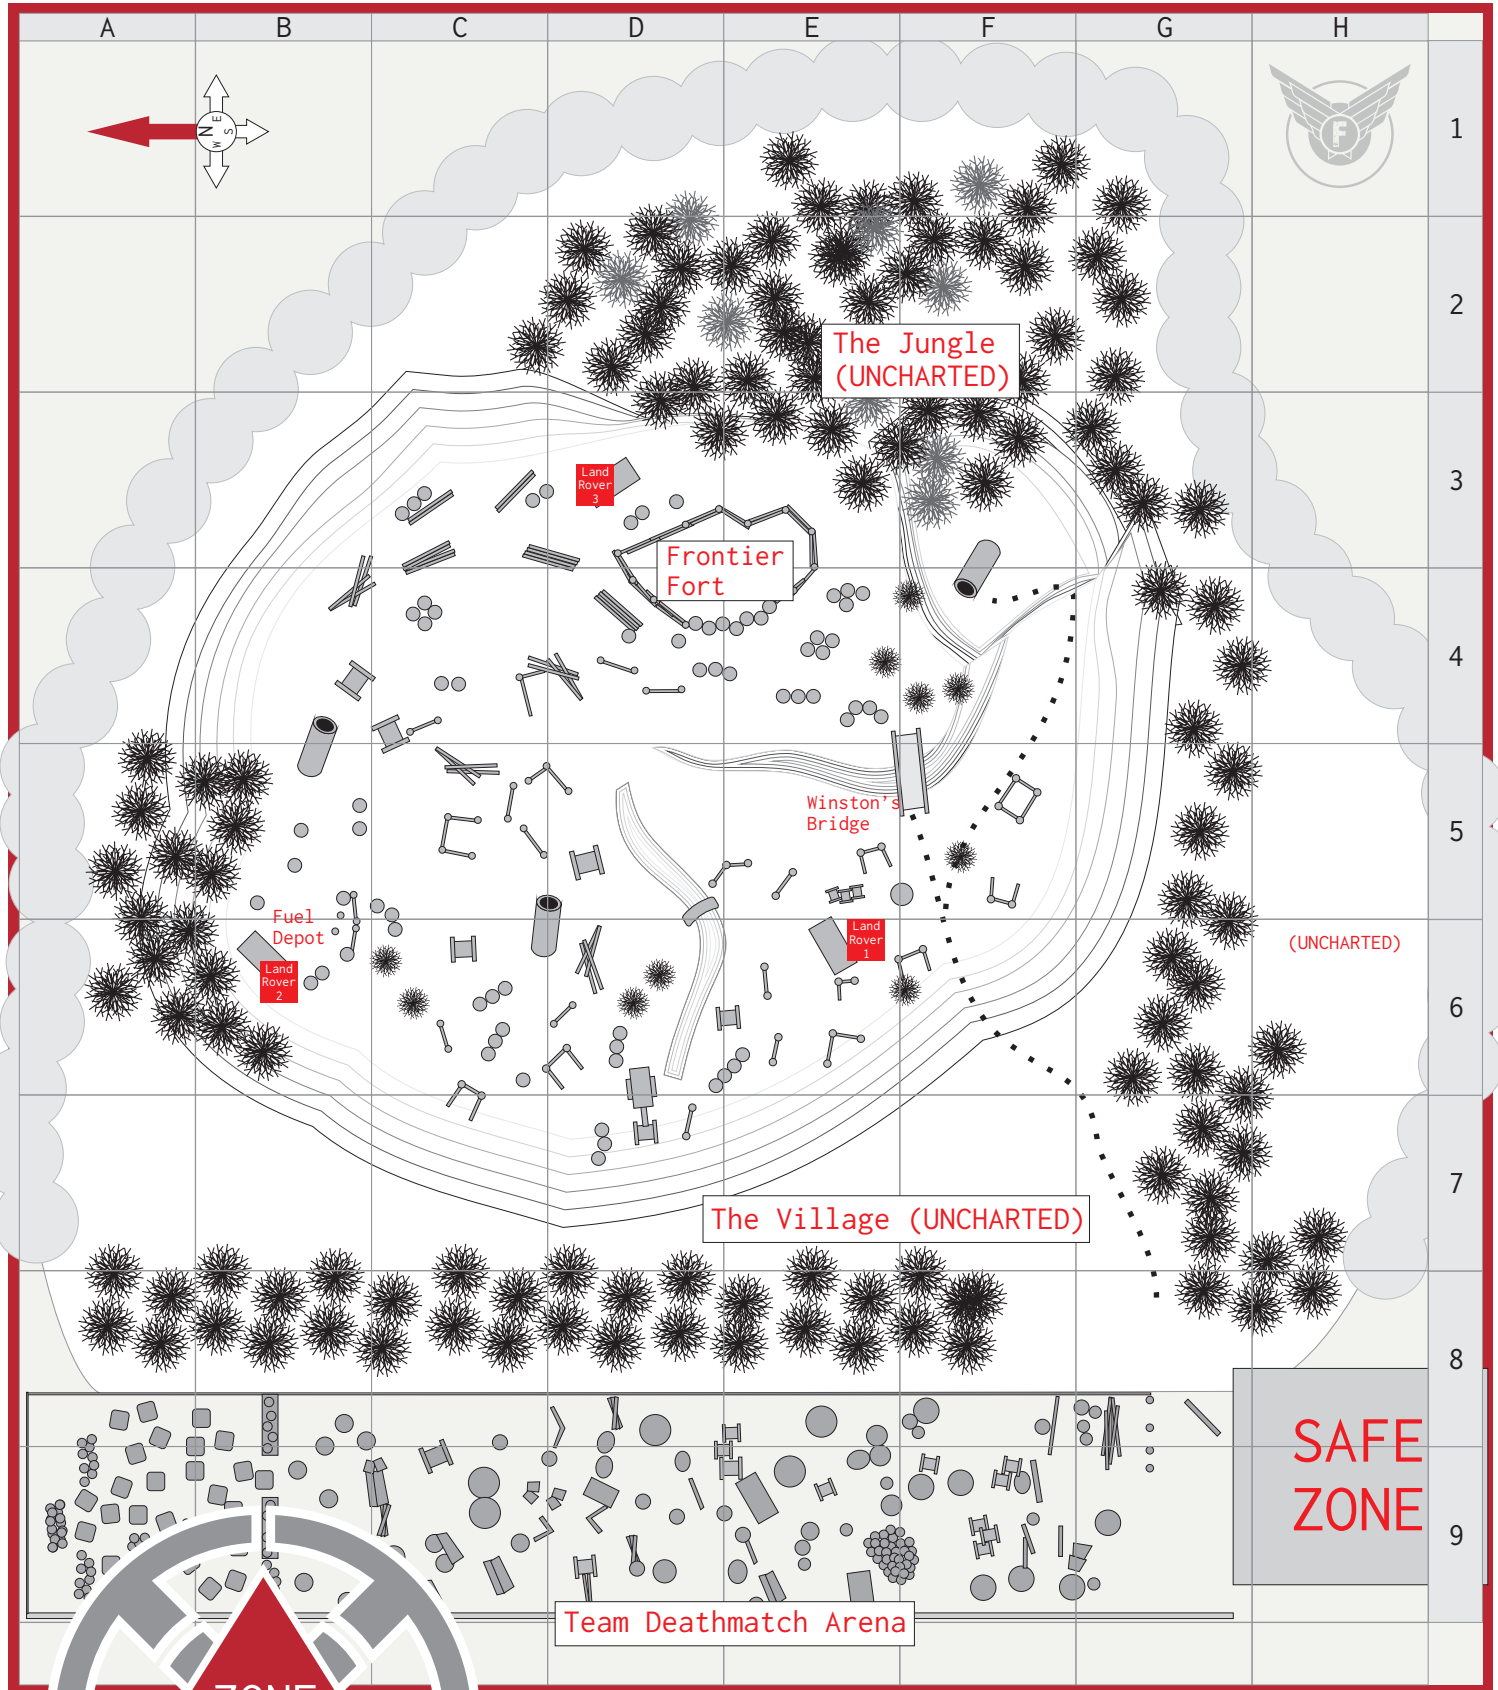 A B C D E F G H
1
N
E
S
W
F
2
The Jungle
(UNCHARTED)
3
Land
Rover
3
Frontier
Fort
4
Winston's
Bridge
5
Fuel
Depot
Land
Rover
1
(UNCHARTED)
Land
Rover
2
6
7
The Village (UNCHARTED)
8
SAFE
ZONE
9
Team Deathmatch Arena
ZONE